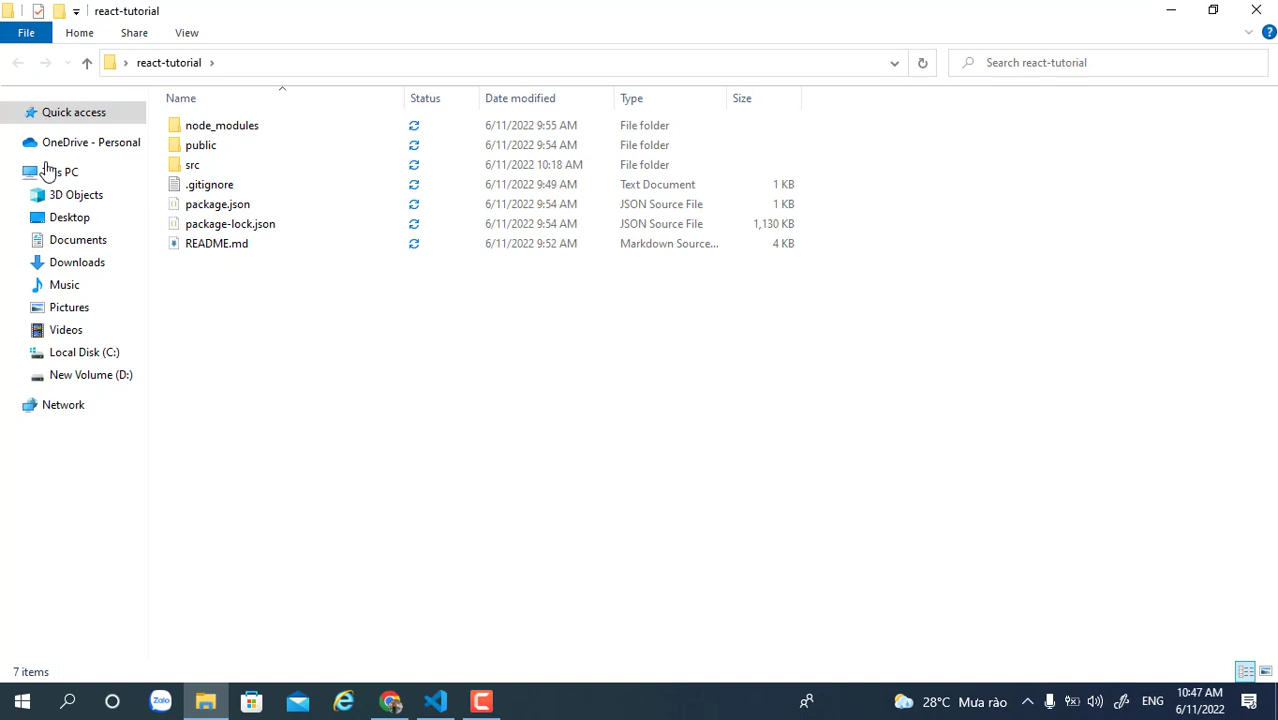 react-tutorial
File Home Share View
react-tutorial
Search react-tutorial
Name Status Date modified Type Size
Quick access
OneDrive - Personal
s PC
3D Objects
Desktop
Documents
Downloads
Music
Pictures
Videos
Local Disk (C:)
New Volume (D:)
Network
node_modules 6/11/2022 9:55 AM File folder
public 6/11/2022 9:54 AM File folder
src 6/11/2022 10:18 AM File folder
.gitignore 6/11/2022 9:49 AM Text Document 1 KB
package.json 6/11/2022 9:54 AM JSON Source File 1 KB
package-lock.json 6/11/2022 9:54 AM JSON Source File 1,130 KB
README.md 6/11/2022 9:52 AM Markdown Source... 4 KB
7 items
Zalo
28°C Mưa rào
ENG
10:47 AM
6/11/2022